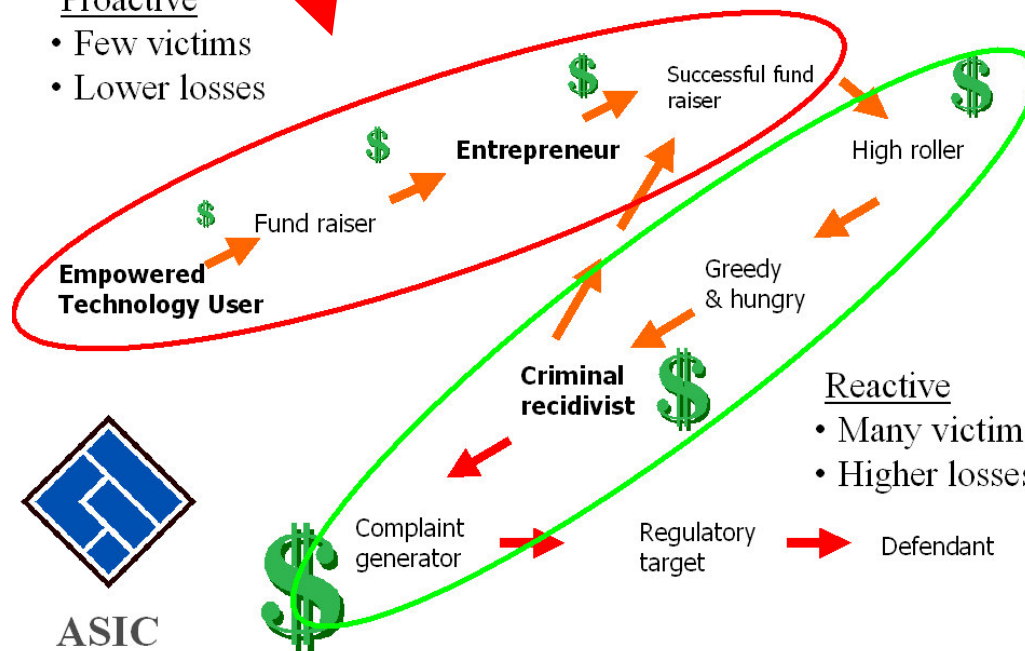 Proactive
• Few victims
• Lower losses
$
Successful fund
raiser
$
$
Entrepreneur
High roller
$
Fund raiser
$
Empowered
Technology User
Greedy
& hungry
Criminal
recidivist
$
Reactive
• Many victim
• Higher losses
Complaint
generator
Regulatory
target
Defendant
$
ASIC